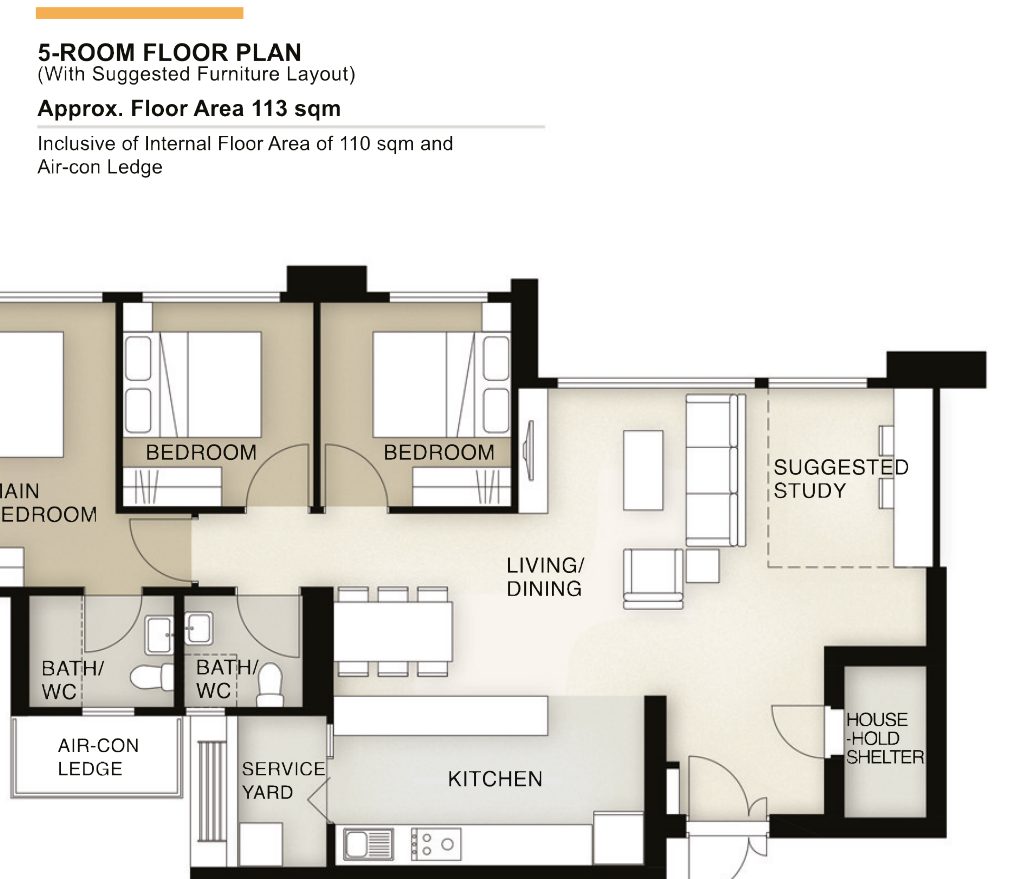 5-ROOM FLOOR PLAN
(With Suggested Furniture Layout)
Approx. Floor Area 113 sqm
Inclusive of Internal Floor Area of 110 sqm and
Air-con Ledge
BEDROOM
BEDROOM
SUGGESTED
STUDY
AIN
EDROOM
LIVING/
DINING
BATH/
WC
BATH/
WC
HOUSE
-HOLD
SHELTER
AIR-CON
LEDGE
SERVICE
YARD
KITCHEN